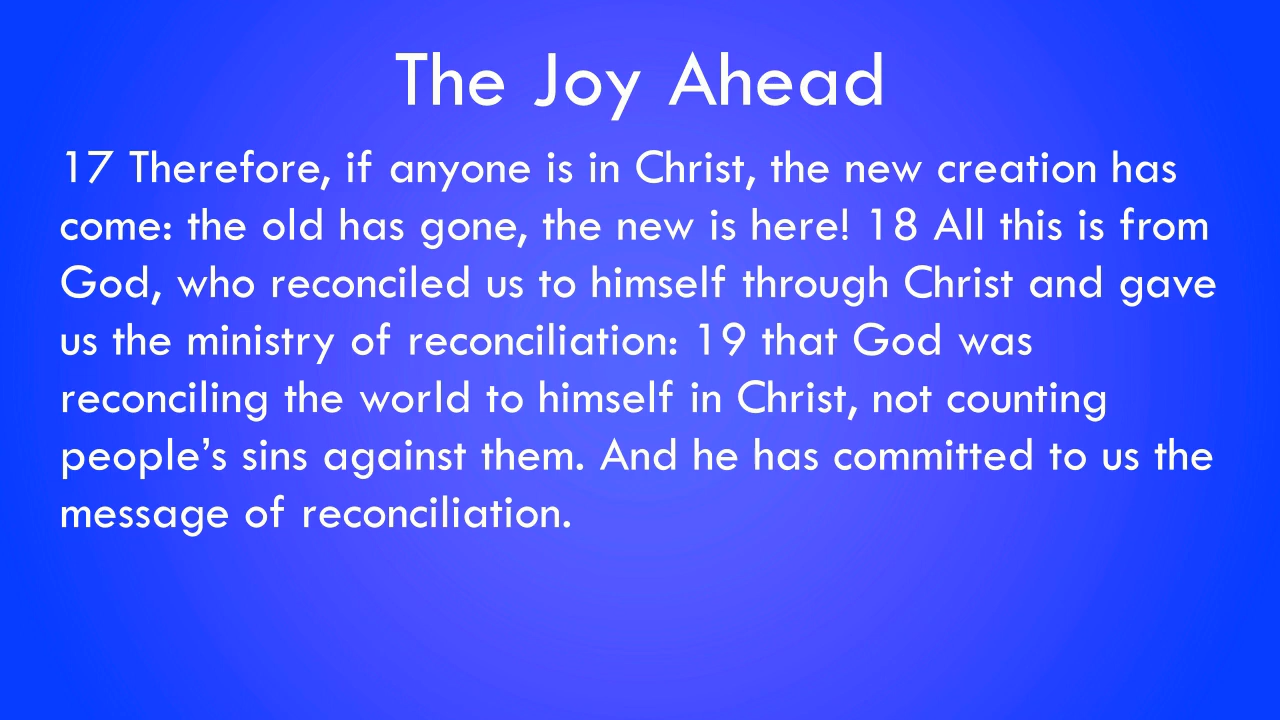 The Joy Ahead
17 Therefore, if anyone is in Christ, the new creation has
come: the old has gone, the new is here! 18 All this is from
God, who reconciled us to himself through Christ and gave
us the ministry of reconciliation: 19 that God was
reconciling the world to himself in Christ, not counting
people’s sins against them. And he has committed to us the
message of reconciliation.